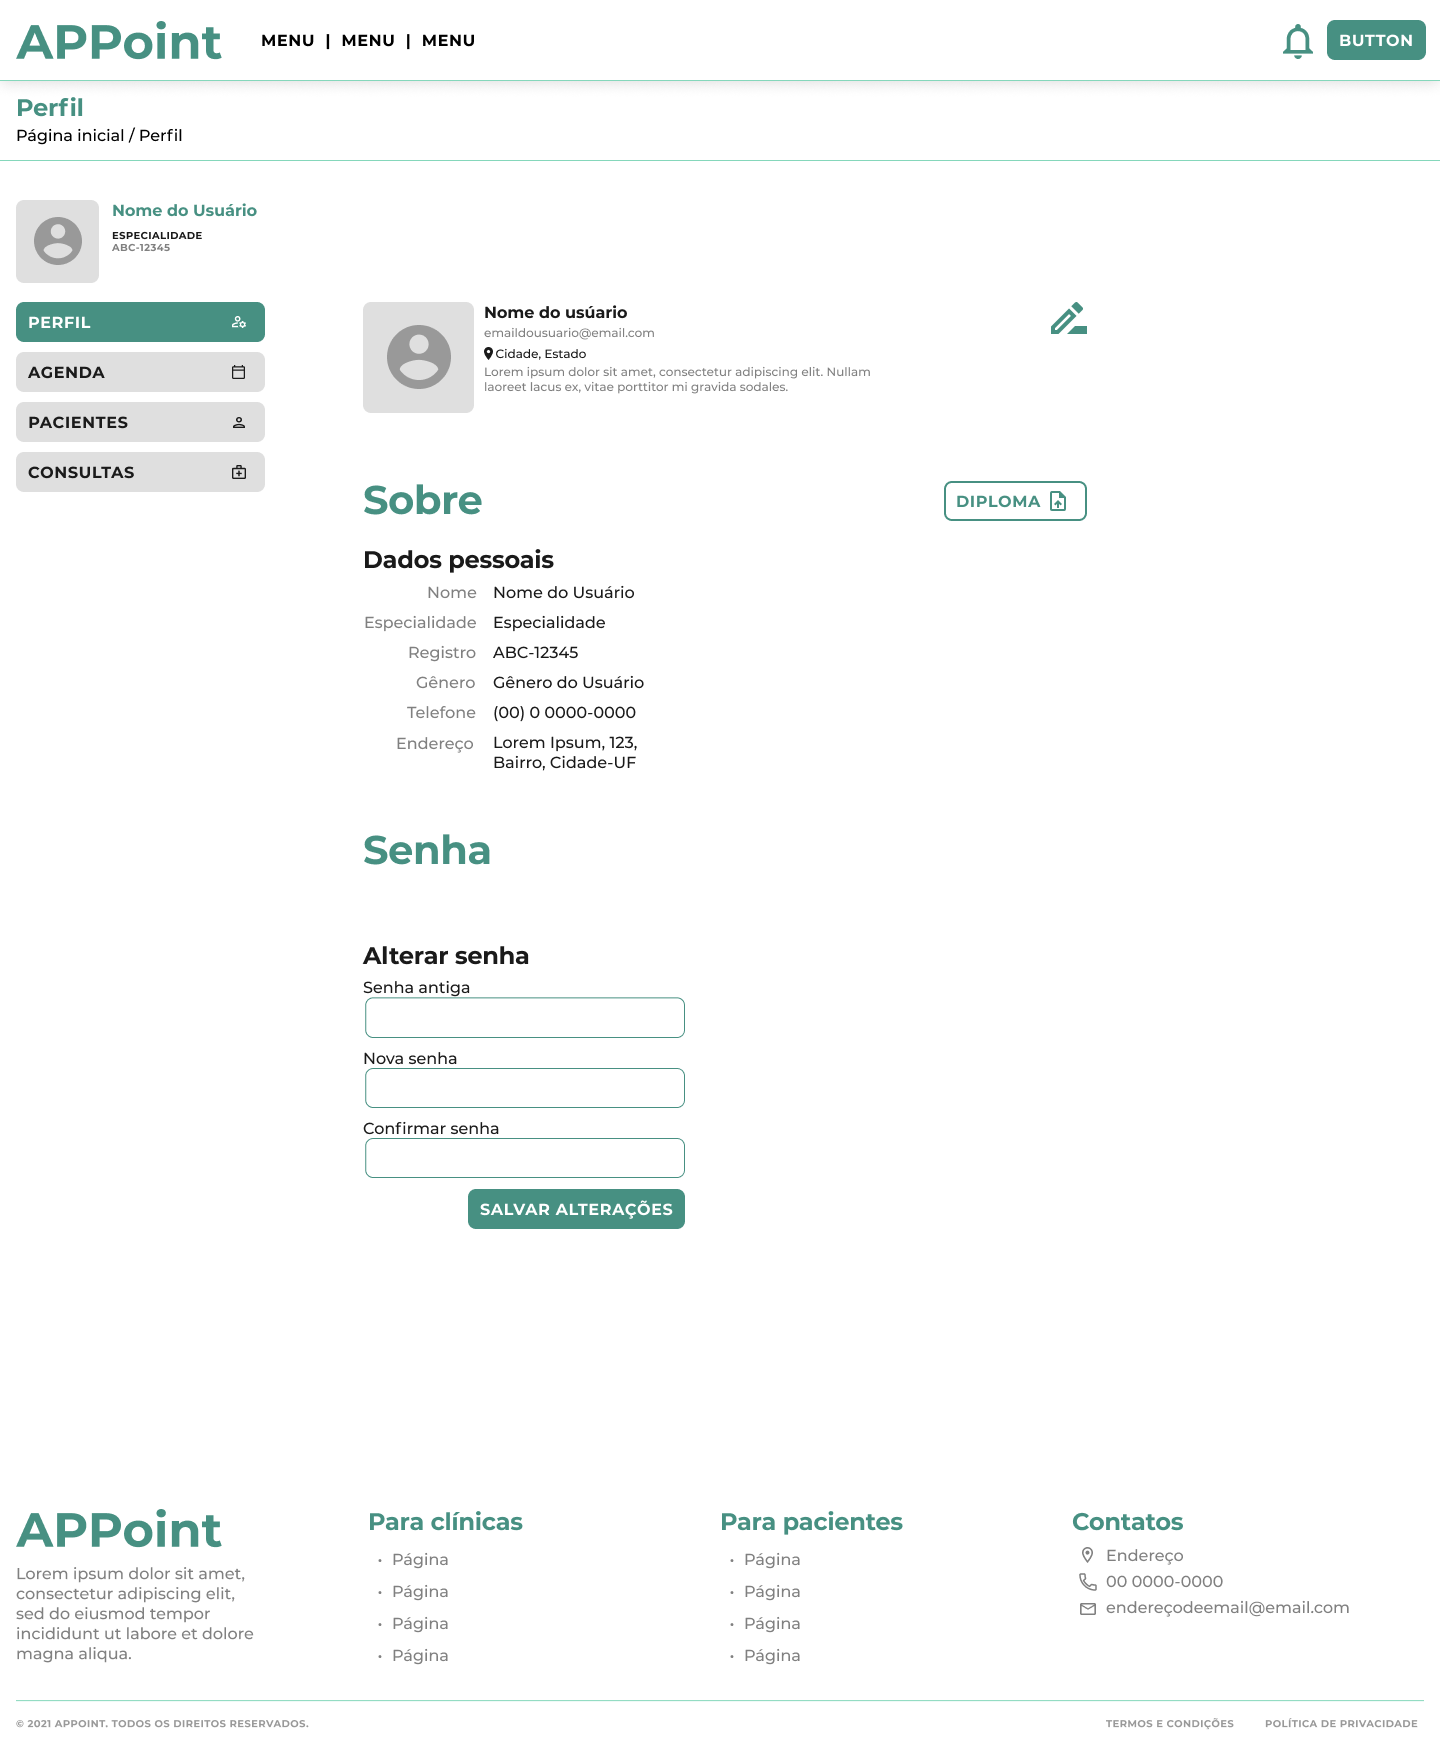 APPoint
MENU | MENU | MENU
BUTTON
Perfil
Página inicial / Perfil
Nome do Usuário
ESPECIALIDADE
ABC-12345
PERFIL
AGENDA
PACIENTES
CONSULTAS
Nome do usúario
emaildousuario@email.com
Cidade, Estado
Lorem ipsum dolor sit amet, consectetur adipiscing elit. Nullam
laoreet lacus ex, vitae porttitor mi gravida sodales.
Sobre
DIPLOMA
Dados pessoais
Nome Nome do Usuário
Especialidade Especialidade
Registro ABC-12345
Gênero Gênero do Usuário
Telefone (00) 0 0000-0000
Endereço Lorem Ipsum, 123,
Bairro, Cidade-UF
Senha
Alterar senha
Senha antiga
Nova senha
Confirmar senha
SALVAR ALTERAÇÕES
APPoint
Lorem ipsum dolor sit amet,
consectetur adipiscing elit,
sed do eiusmod tempor
incididunt ut labore et dolore
magna aliqua.
Para clínicas
• Página
• Página
• Página
• Página
Para pacientes
• Página
• Página
• Página
• Página
Contatos
Endereço
00 0000-0000
endereçodeemail@email.com
© 2021 APPOINT. TODOS OS DIREITOS RESERVADOS.
TERMOS E CONDIÇÕES
POLÍTICA DE PRIVACIDADE